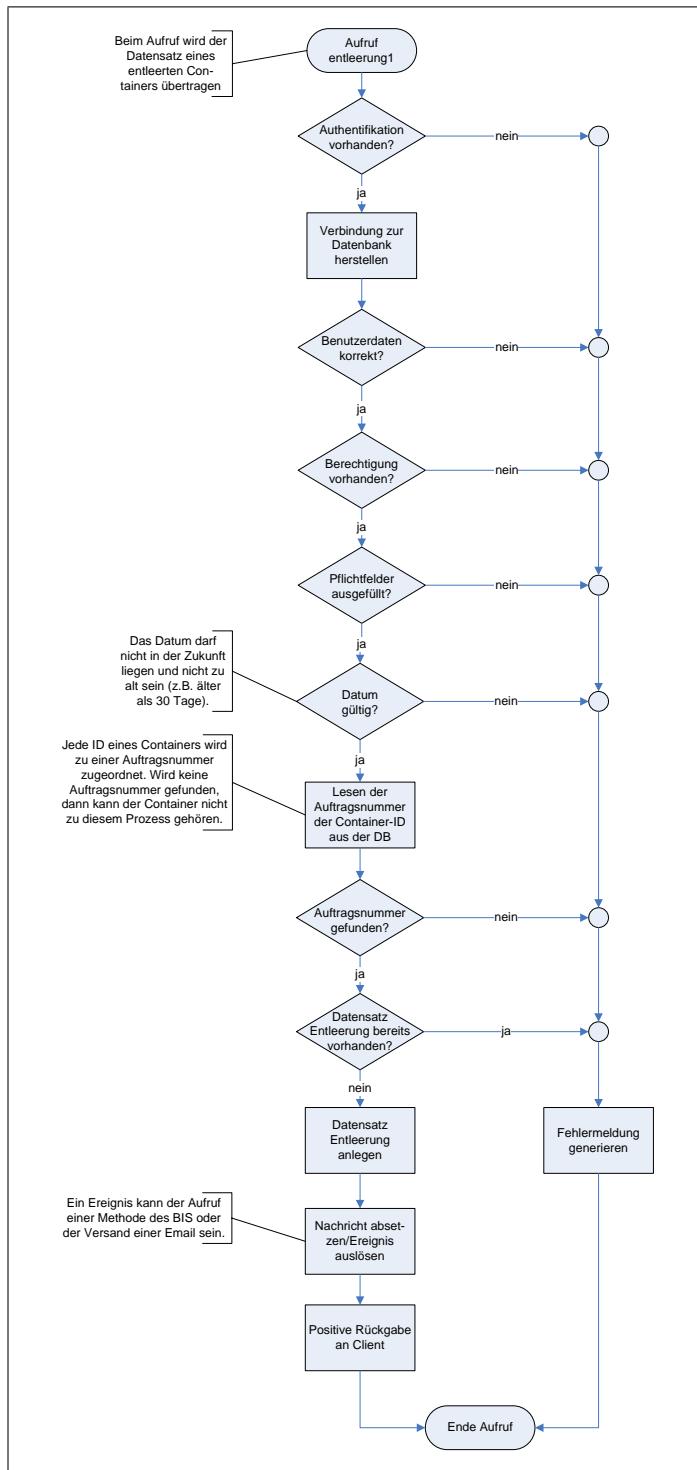 Beim Aufruf wird der
Datensatz eines
entleerten Con-
tainers übertragen
Aufruf
entleerung1
Authentifikation
vorhanden?
nein
ja
Verbindung zur
Datenbank
herstellen
Benutzerdaten
korrekt?
nein
ja
Berechtigung
vorhanden?
nein
ja
Pflichtfelder
ausgefüllt?
nein
ja
Das Datum darf
nicht in der Zukunft
liegen und nicht zu
alt sein (z.B. älter
als 30 Tage).
Datum
gültig?
nein
ja
Jede ID eines Containers wird
zu einer Auftragsnummer
zugeordnet. Wird keine
Auftragsnummer gefunden,
dann kann der Container nicht
zu diesem Prozess gehören.
Lesen der
Auftragsnummer
der Container-ID
aus der DB
Auftragsnummer
gefunden?
nein
ja
Datensatz
Entleerung bereits
vorhanden?
ja
nein
Datensatz
Entleerung
anlegen
Fehlermeldung
generieren
Ein Ereignis kann der Aufruf
einer Methode des BIS oder
der Versand einer Email sein.
Nachricht abset-
zen/Ereignis
auslösen
Positive Rückgabe
an Client
Ende Aufruf